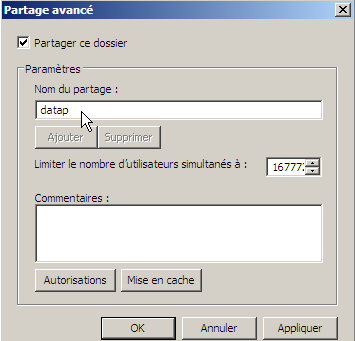 Partage avancé
Partager ce dossier
Paramètres
Nom du partage :
datap
Ajouter
Supprimer
Limiter le nombre d'utilisateurs simultanés à :
16777
Commentaires :
Autorisations
Mise en cache
OK
Annuler
Appliquer